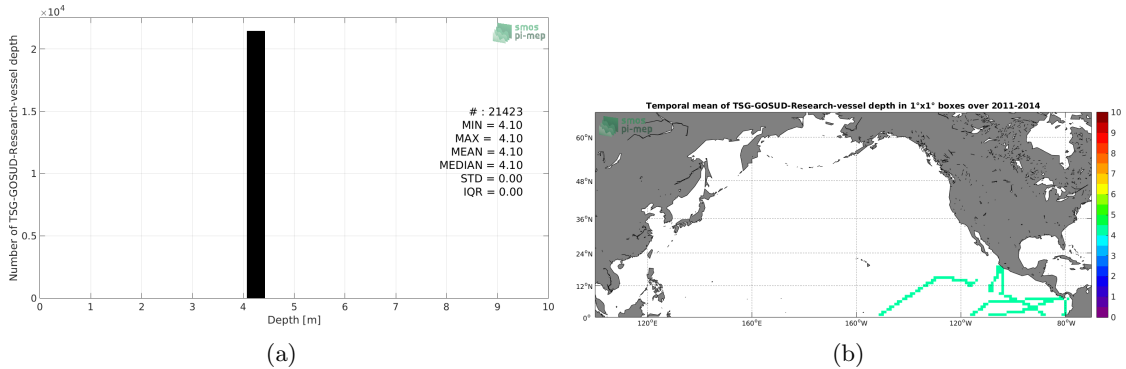 ×10⁴
2
1.5
1
0.5
0
Number of TSG-GOSUD-Research-vessel depth
smos
pi-mep
# : 21423
MIN = 4.10
MAX = 4.10
MEAN = 4.10
MEDIAN = 4.10
STD = 0.00
IQR = 0.00
0 1 2 3 4 5 6 7 8 9 10
Depth [m]
(a)
Temporal mean of TSG-GOSUD-Research-vessel depth in 1°x1° boxes over 2011-2014
smos
pi-mep
60°N
48°N
36°N
24°N
12°N
0°
120°E 160°E 160°W 120°W 80°W
10
9
8
7
6
5
4
3
2
1
0
(b)